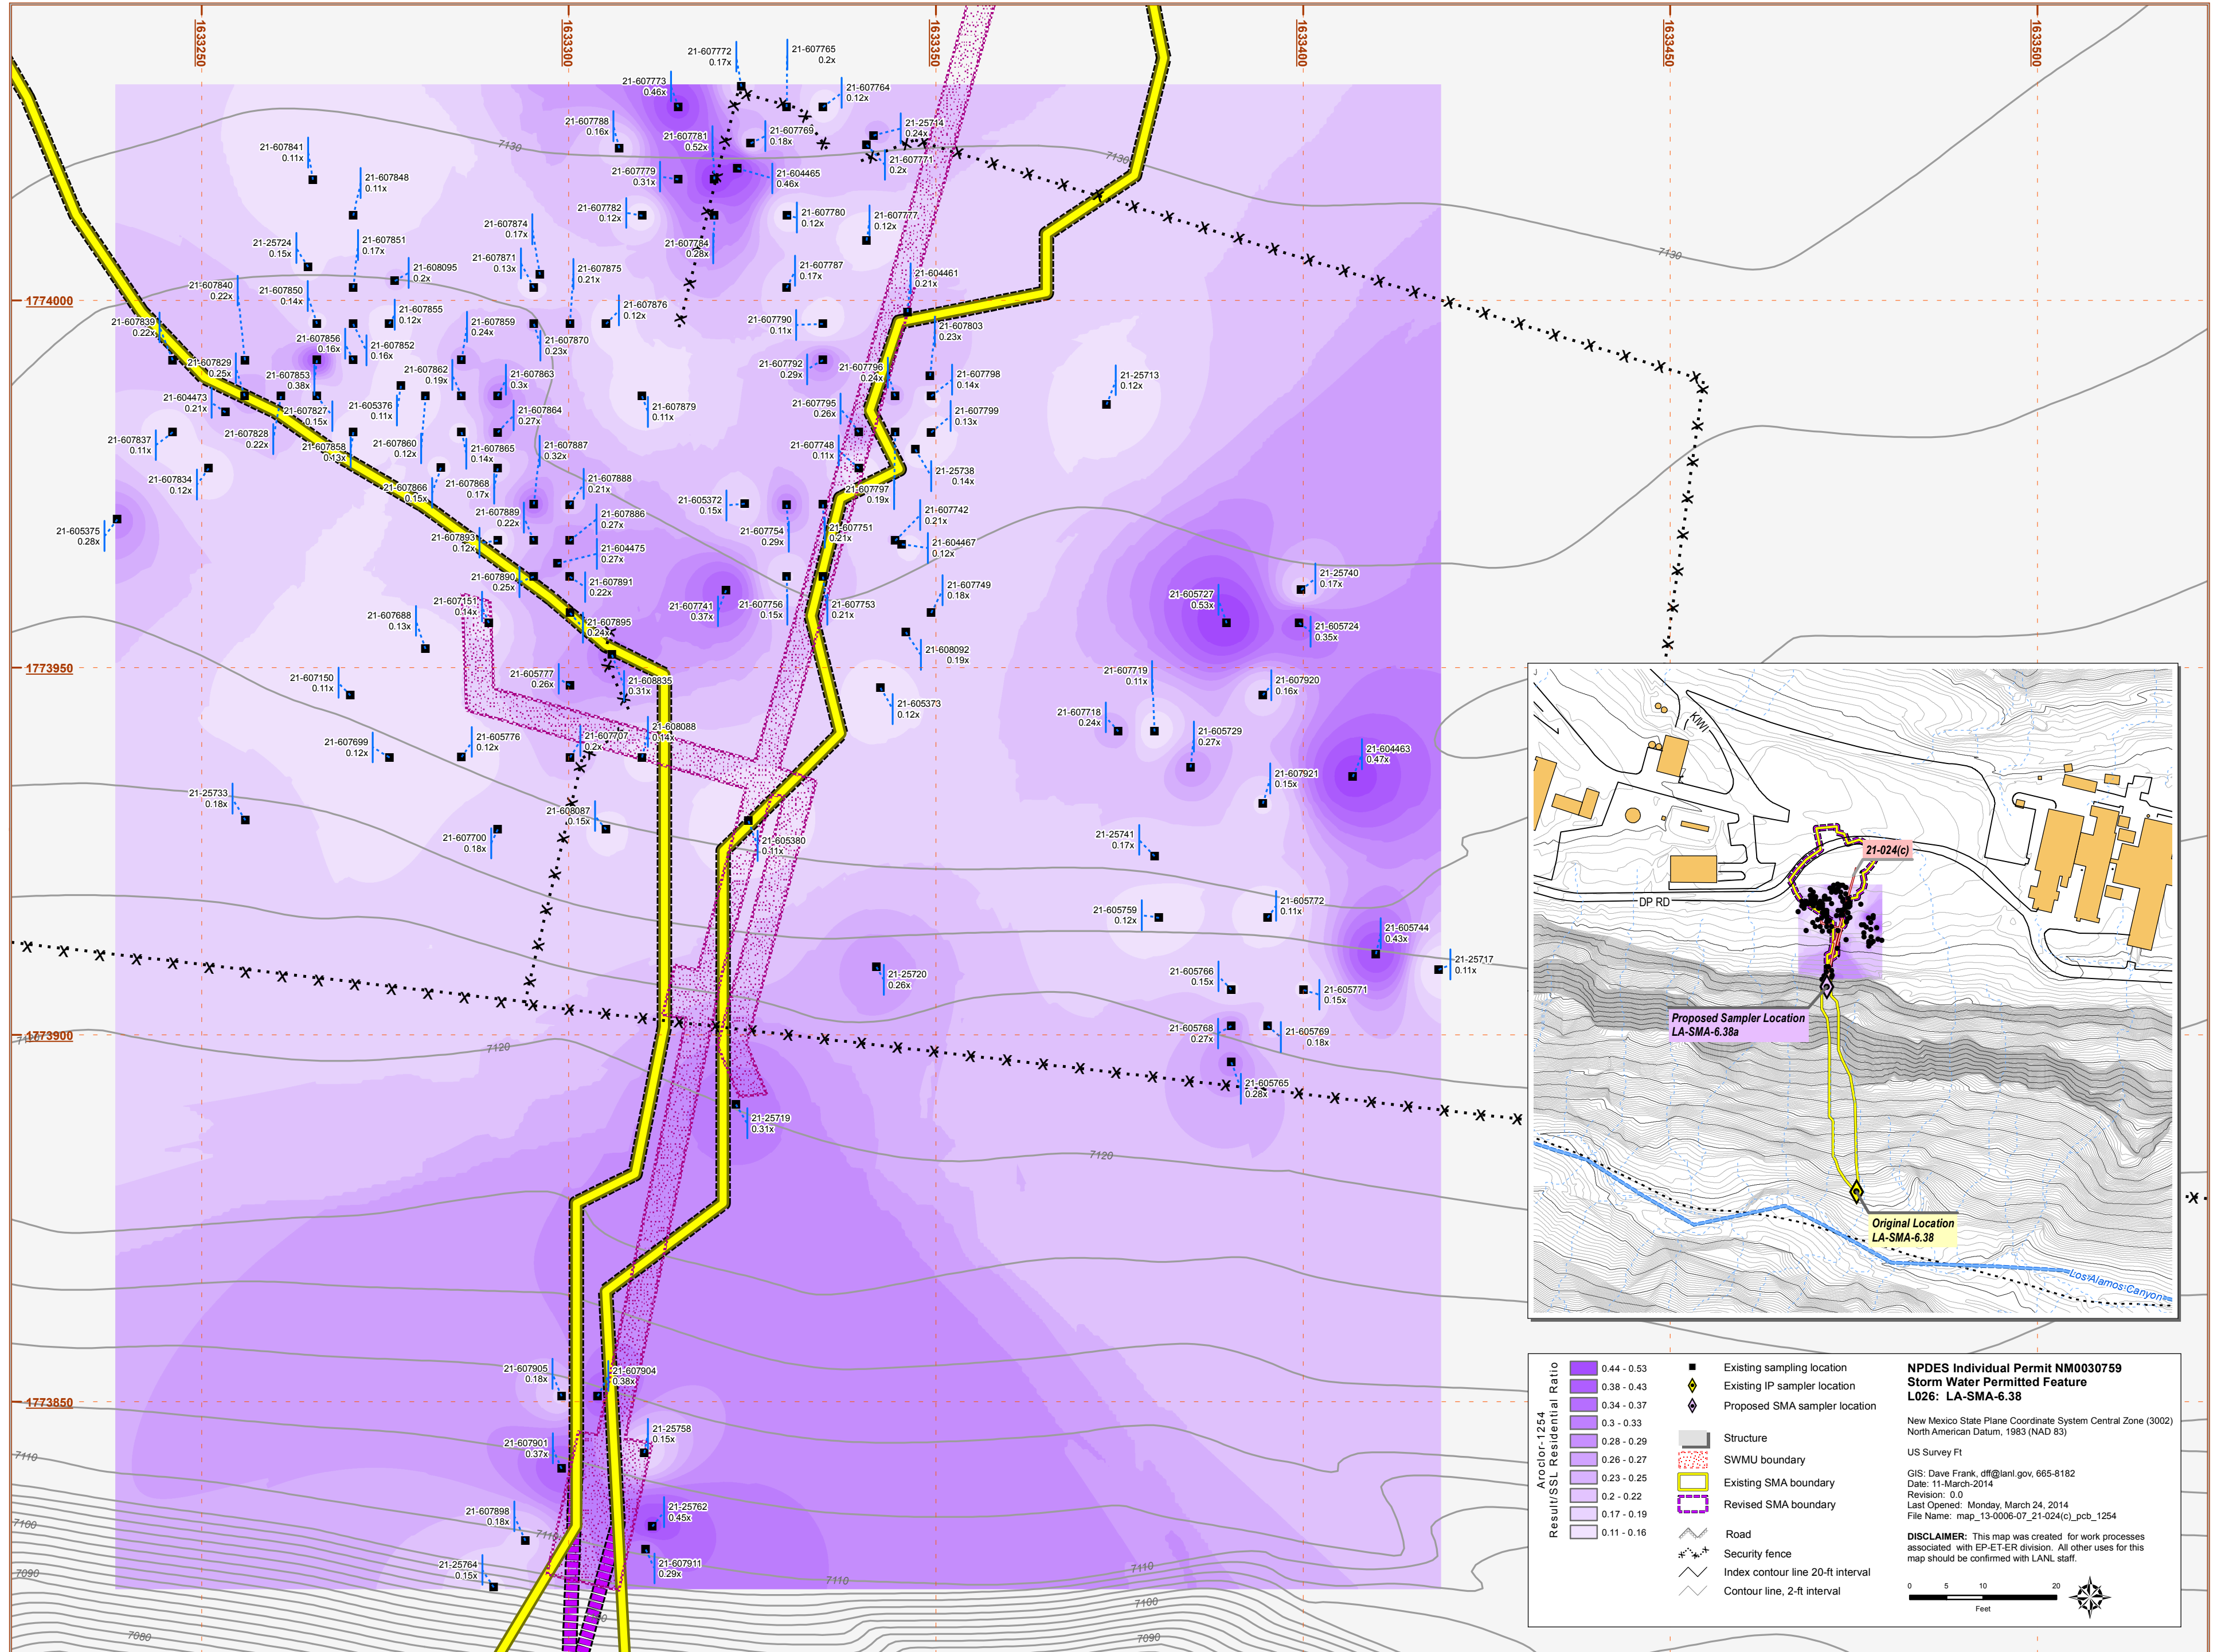 1633250
1633300
1633350
1633400
1633450
1633500
21-607772
0.17x
21-607765
0.2x
21-607773
0.46x
21-607764
0.12x
21-607788
0.16x
21-607781
0.52x
21-607769
0.18x
21-25714
0.24x
21-607841
0.11x
7130
7130
21-607771
0.2x
21-607848
0.11x
21-607779
0.31x
21-604465
0.46x
21-607782
0.12x
21-607780
0.12x
21-607777
0.12x
21-607874
0.17x
21-25724
0.15x
21-607851
0.17x
21-607784
0.28x
7130
21-607871
0.13x
21-608095
0.2x
21-607875
0.21x
21-607787
0.17x
21-604461
0.21x
21-607840
0.22x
21-607850
0.14x
1774000
21-607855
0.12x
21-607876
0.12x
21-607839
0.22x
21-607859
0.24x
21-607790
0.11x
21-607803
0.23x
21-607856
0.16x
21-607852
0.16x
21-607870
0.23x
21-607829
0.25x
21-607862
0.19x
21-607792
0.29x
21-607796
0.24x
21-607853
0.38x
21-607863
0.3x
21-607798
0.14x
21-25713
0.12x
21-604473
0.21x
21-607827
0.15x
21-605376
0.11x
21-607864
0.27x
21-607879
0.11x
21-607795
0.26x
21-607799
0.13x
21-607837
0.11x
21-607828
0.22x
21-607858
0.13x
21-607860
0.12x
21-607865
0.14x
21-607887
0.32x
21-607748
0.11x
21-607834
0.12x
21-607866
0.15x
21-607868
0.17x
21-607888
0.21x
21-25738
0.14x
21-607797
0.19x
21-605372
0.15x
21-607889
0.22x
21-607886
0.27x
21-607742
0.21x
21-605375
0.28x
21-607893
0.12x
21-607754
0.29x
21-607751
0.21x
21-604467
0.12x
21-604475
0.27x
21-607890
0.25x
21-607891
0.22x
21-25740
0.17x
21-607151
0.14x
21-607741
0.37x
21-607756
0.15x
21-607753
0.21x
21-607749
0.18x
21-605727
0.53x
21-607688
0.13x
21-607895
0.24x
21-605724
0.35x
21-608092
0.19x
1773950
21-605777
0.26x
21-608835
0.31x
21-607719
0.11x
21-607920
0.16x
21-607150
0.11x
21-605373
0.12x
21-607718
0.24x
21-608088
0.14x
21-605729
0.27x
21-607699
0.12x
21-605776
0.12x
21-607707
0.2x
21-604463
0.47x
21-607921
0.15x
21-25733
0.18x
21-608087
0.15x
21-607700
0.18x
21-605380
0.11x
21-25741
0.17x
21-605759
0.12x
21-605772
0.11x
21-605744
0.43x
21-25717
0.11x
21-25720
0.26x
21-605766
0.15x
21-605771
0.15x
1773900
21-605768
0.27x
21-605769
0.18x
7120
21-605765
0.28x
21-25719
0.31x
7120
21-607905
0.18x
21-607904
0.38x
1773850
21-25758
0.15x
21-607901
0.37x
7110
21-25762
0.45x
21-607898
0.18x
7100
7110
21-25764
0.15x
21-607911
0.29x
7090
7110
7110
7100
7080
7090
KIWI
21-024(c)
DP RD
Proposed Sampler Location
LA-SMA-6.38a
Original Location
LA-SMA-6.38
Los Alamos Canyon
Aroclor-1254
Result/SSL Residential Ratio
0.44 - 0.53
0.38 - 0.43
0.34 - 0.37
0.3 - 0.33
0.28 - 0.29
0.26 - 0.27
0.23 - 0.25
0.2 - 0.22
0.17 - 0.19
0.11 - 0.16
Existing sampling location
Existing IP sampler location
Proposed SMA sampler location
Structure
SWMU boundary
Existing SMA boundary
Revised SMA boundary
Road
Security fence
Index contour line 20-ft interval
Contour line, 2-ft interval
NPDES Individual Permit NM0030759
Storm Water Permitted Feature
L026: LA-SMA-6.38
New Mexico State Plane Coordinate System Central Zone (3002)
North American Datum, 1983 (NAD 83)
US Survey Ft
GIS: Dave Frank, dff@lanl.gov, 665-8182
Date: 11-March-2014
Revision: 0.0
Last Opened: Monday, March 24, 2014
File Name: map_13-0006-07_21-024(c)_pcb_1254
DISCLAIMER: This map was created for work processes
associated with EP-ET-ER division. All other uses for this
map should be confirmed with LANL staff.
0 5 10 20
Feet